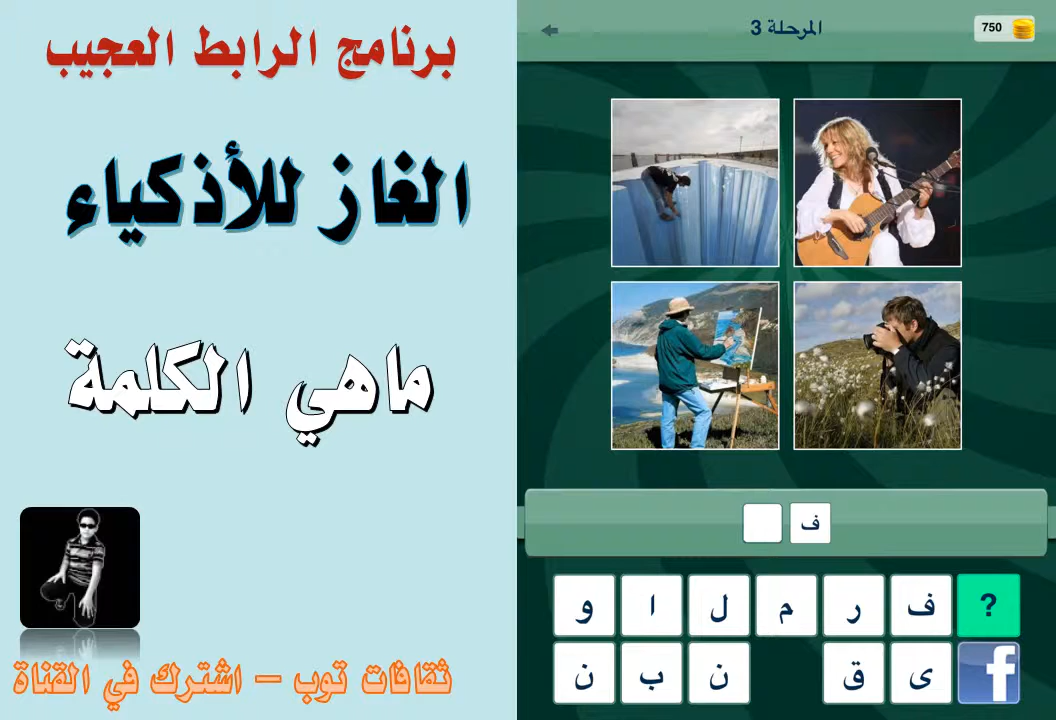 برنامج الرابط العجيب
الغاز للأذكياء
ماهي الكلمة
ثقافات توب – اشترك في القناة
المرحلة 3
750
ف
? ف ر م ل ا و
f ى ق ن ب ن